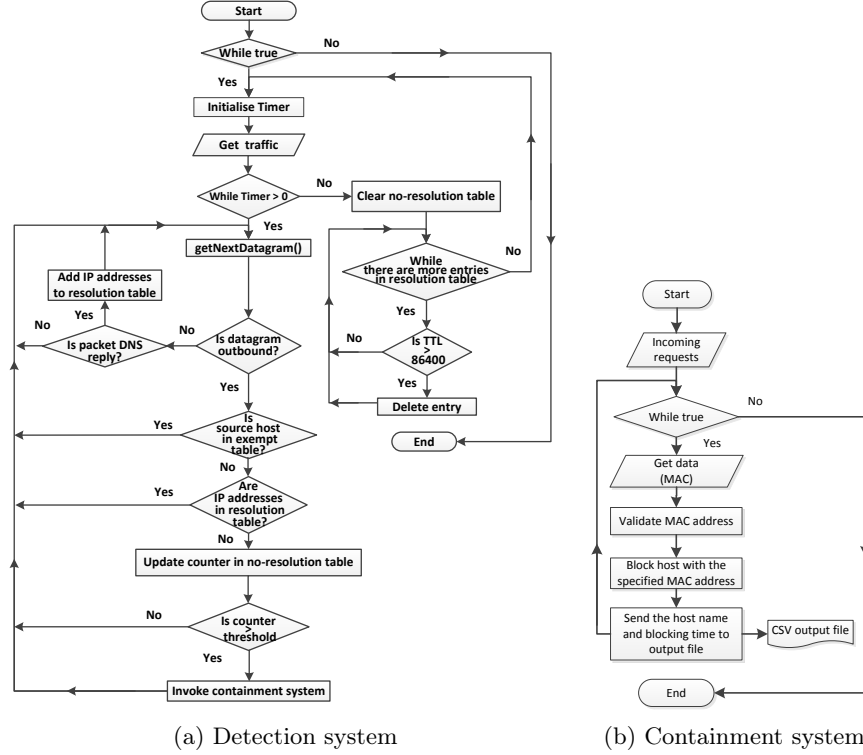 Start
While true
No
Yes
Initialise Timer
Get traffic
While Timer > 0
No
Clear no-resolution table
Yes
getNextDatagram()
While
there are more entries
in resolution table
No
Add IP addresses
to resolution table
Yes
No
Is packet DNS
reply?
No
Is datagram
outbound?
No
Is TTL
>
86400
Yes
Yes
Delete entry
Is
source host
in exempt
table?
Yes
End
No
Are
IP addresses
in resolution
table?
Yes
No
Update counter in no-resolution table
Is counter
>
threshold
No
Yes
Invoke containment system
(a) Detection system
Start
Incoming
requests
While true
No
Yes
Get data
(MAC)
Validate MAC address
Block host with the
specified MAC address
Send the host name
and blocking time to
output file
CSV output file
End
(b) Containment system